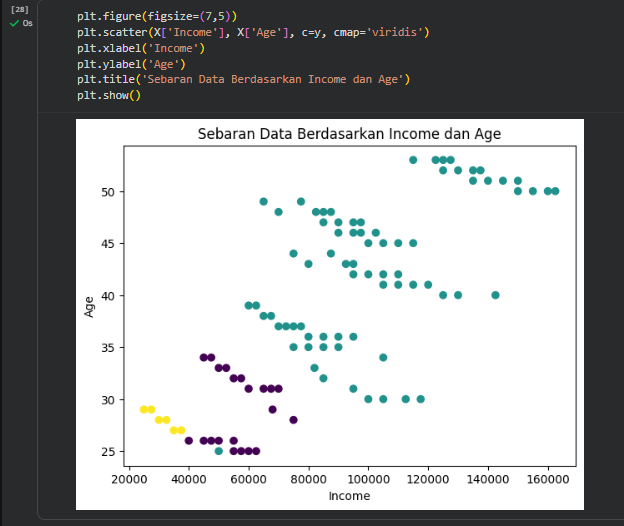 [28]
✓ 0s
plt.figure(figsize=(7,5))
plt.scatter(X['Income'], X['Age'], c=y, cmap='viridis')
plt.xlabel('Income')
plt.ylabel('Age')
plt.title('Sebaran Data Berdasarkan Income dan Age')
plt.show()
Sebaran Data Berdasarkan Income dan Age
50
45
40
35
30
25
Age
20000 40000 60000 80000 100000 120000 140000 160000
Income